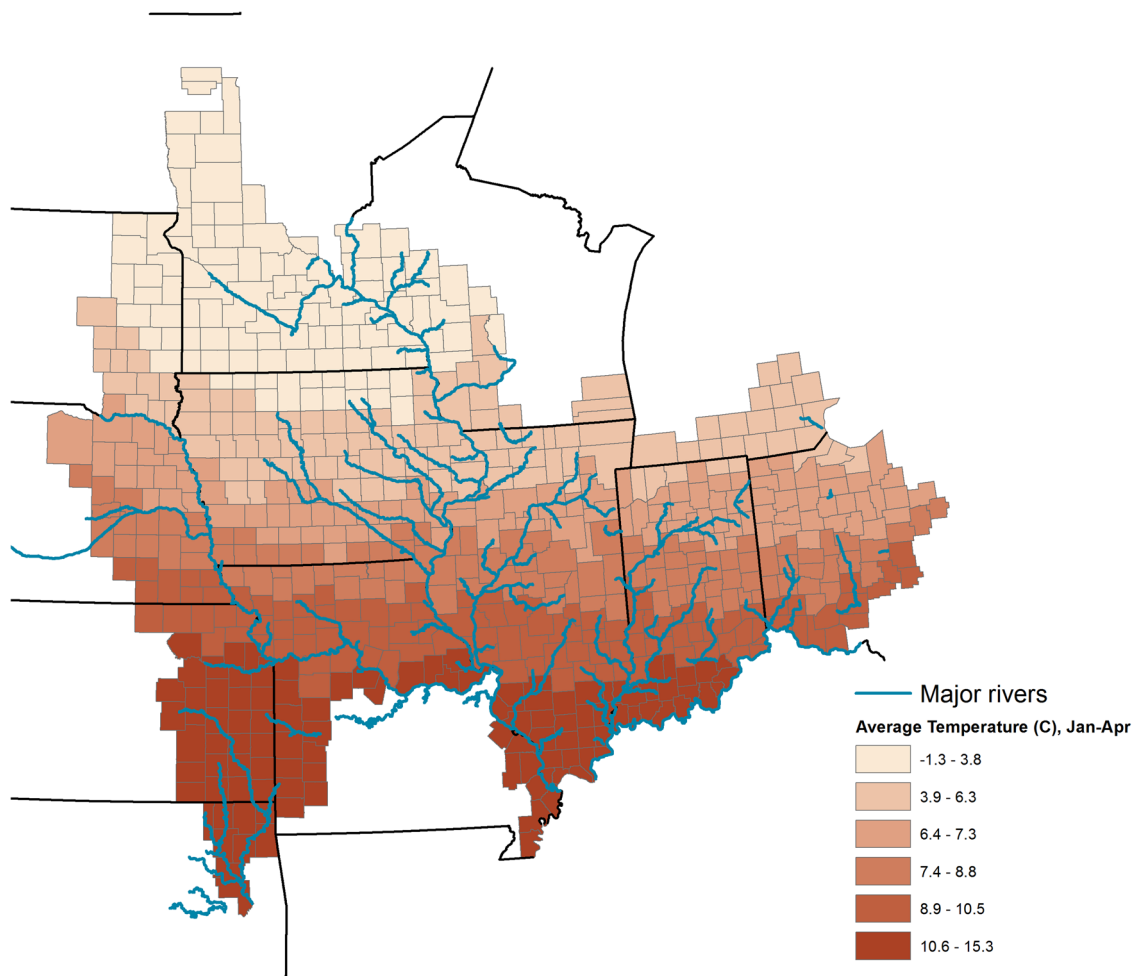 Major rivers
Average Temperature (C), Jan-Apr
-1.3 - 3.8
3.9 - 6.3
6.4 - 7.3
7.4 - 8.8
8.9 - 10.5
10.6 - 15.3